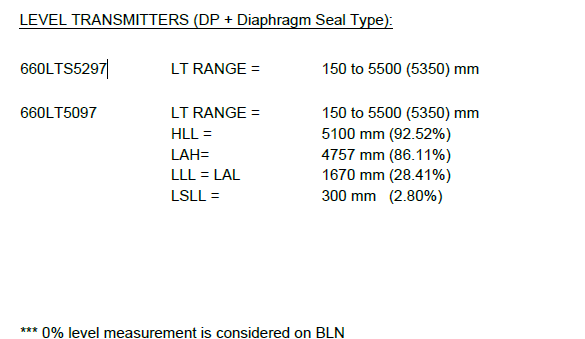 LEVEL TRANSMITTERS (DP + Diaphragm Seal Type):
660LTS5297 LT RANGE = 150 to 5500 (5350) mm
660LT5097 LT RANGE = 150 to 5500 (5350) mm
HLL = 5100 mm (92.52%)
LAH= 4757 mm (86.11%)
LLL = LAL 1670 mm (28.41%)
LSLL = 300 mm (2.80%)
*** 0% level measurement is considered on BLN